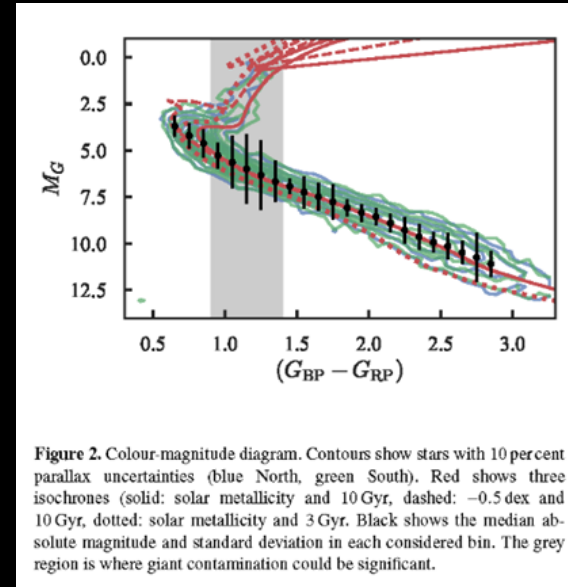 0.0
2.5
5.0
7.5
10.0
12.5
M_G
0.5 1.0 1.5 2.0 2.5 3.0
(G_BP − G_RP)
Figure 2. Colour-magnitude diagram. Contours show stars with 10 per cent
parallax uncertainties (blue North, green South). Red shows three
isochrones (solid: solar metallicity and 10 Gyr, dashed: −0.5 dex and
10 Gyr, dotted: solar metallicity and 3 Gyr. Black shows the median ab-
solute magnitude and standard deviation in each considered bin. The grey
region is where giant contamination could be significant.